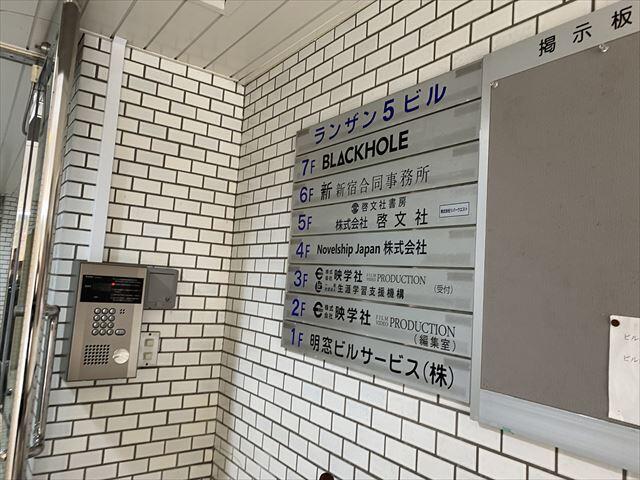 掲示板
ランザン5ビル
7F BLACKHOLE
6F 新 新宿合同事務所
啓文社書房
5F 株式会社 啓文社
4F Novelship Japan 株式会社
3F 株式会社 映学社 FILM VIDEO PRODUCTION
生涯学習支援機構 (受付)
2F 株式会社 映学社 FILM VIDEO PRODUCTION
(編集室)
1F 明窓ビルサービス(株)